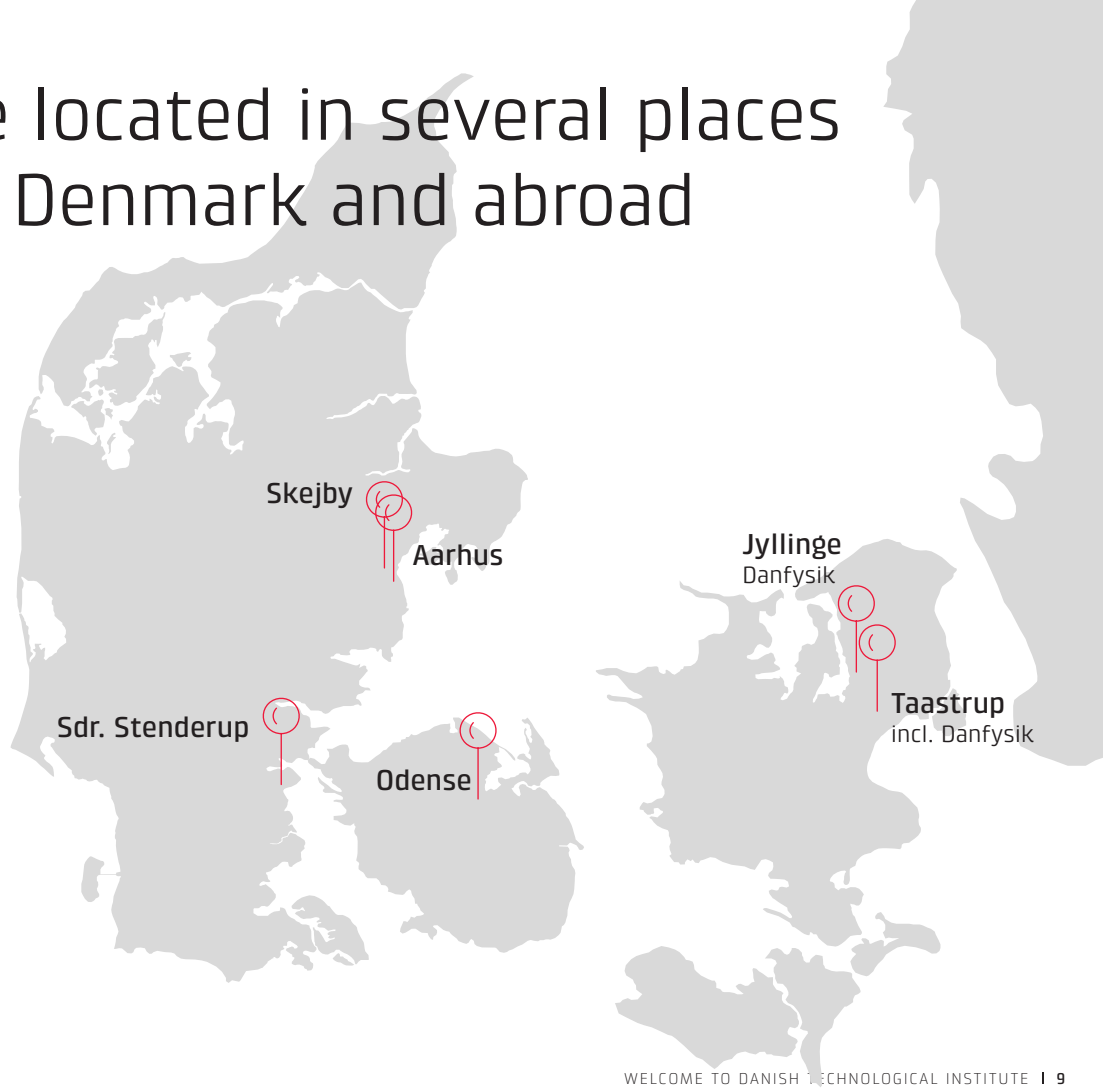 e located in several places
Denmark and abroad
Skejby
Aarhus
Jyllinge
Danfysik
Taastrup
incl. Danfysik
Sdr. Stenderup
Odense
WELCOME TO DANISH TECHNOLOGICAL INSTITUTE | 9